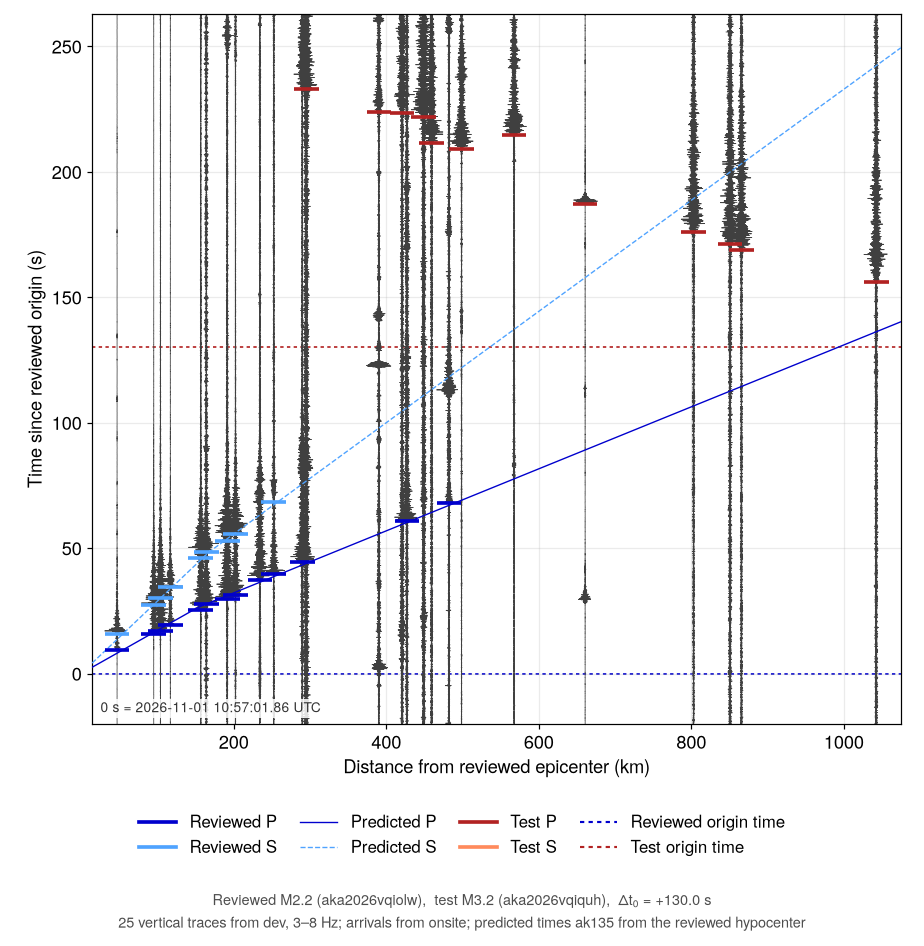 250
200
150
100
50
0
Time since reviewed origin (s)
0 s = 2026-11-01 10:57:01.86 UTC
200 400 600 800 1000
Distance from reviewed epicenter (km)
Reviewed P Predicted P Test P Reviewed origin time
Reviewed S Predicted S Test S Test origin time
Reviewed M2.2 (aka2026vqiolw), test M3.2 (aka2026vqiquh), Δt₀ = +130.0 s
25 vertical traces from dev, 3–8 Hz; arrivals from onsite; predicted times ak135 from the reviewed hypocenter